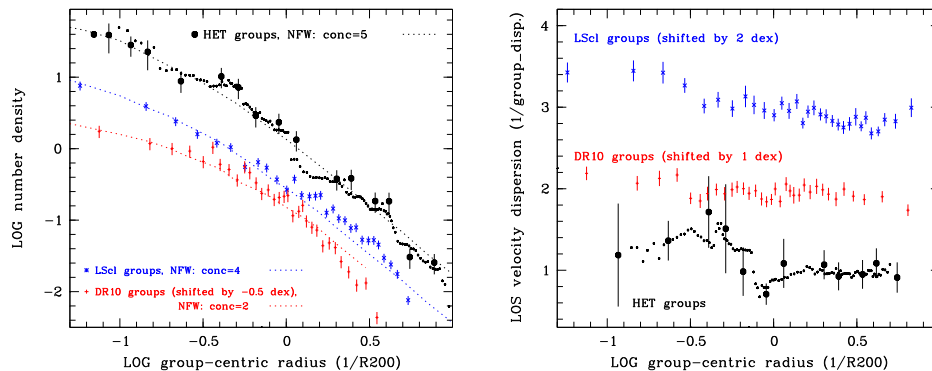 HET groups, NFW: conc=5
2
0
−1
−2
LOG number density
LScl groups, NFW: conc=4
DR10 groups (shifted by −0.5 dex),
NFW: conc=2
−1 −0.5 0 0.5
LOG group-centric radius (1/R200)
LScl groups (shifted by 2 dex)
DR10 groups (shifted by 1 dex)
HET groups
4
3
2
1
LOS velocity dispersion (1/group_disp.)
−1 −0.5 0 0.5
LOG group-centric radius (1/R200)